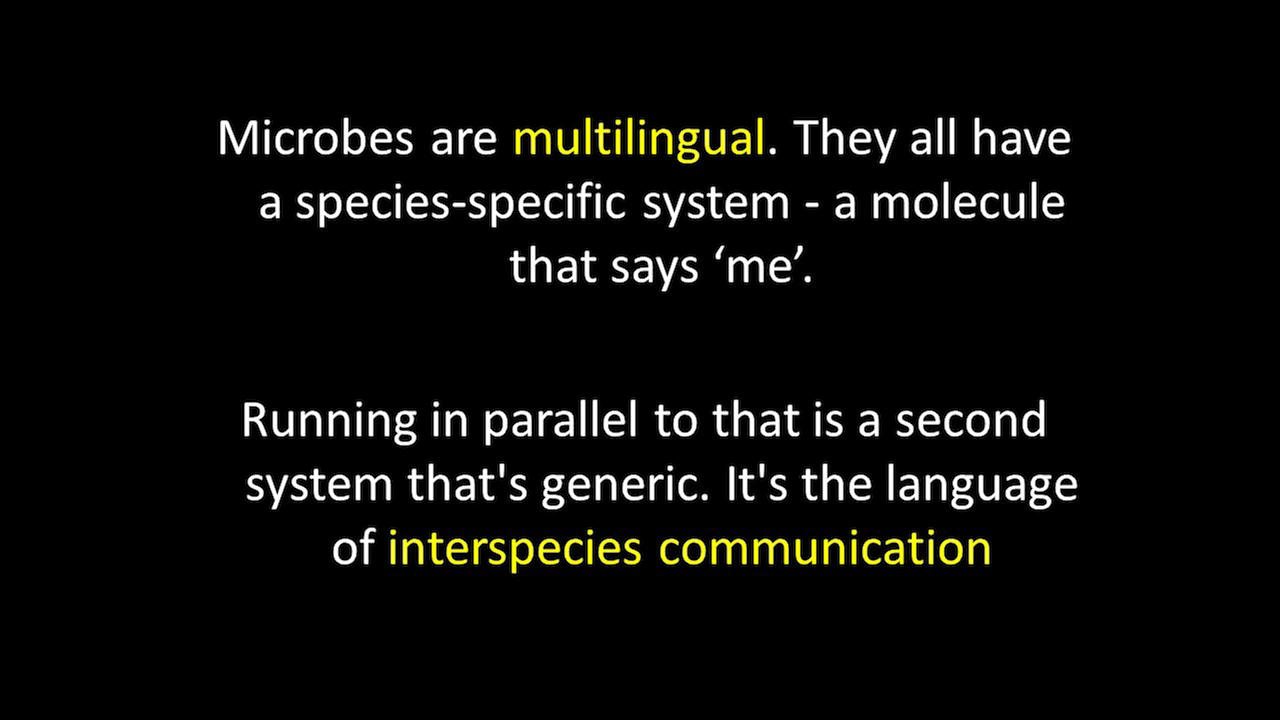 Microbes are multilingual. They all have
a species-specific system - a molecule
that says ‘me’.
Running in parallel to that is a second
system that's generic. It's the language
of interspecies communication